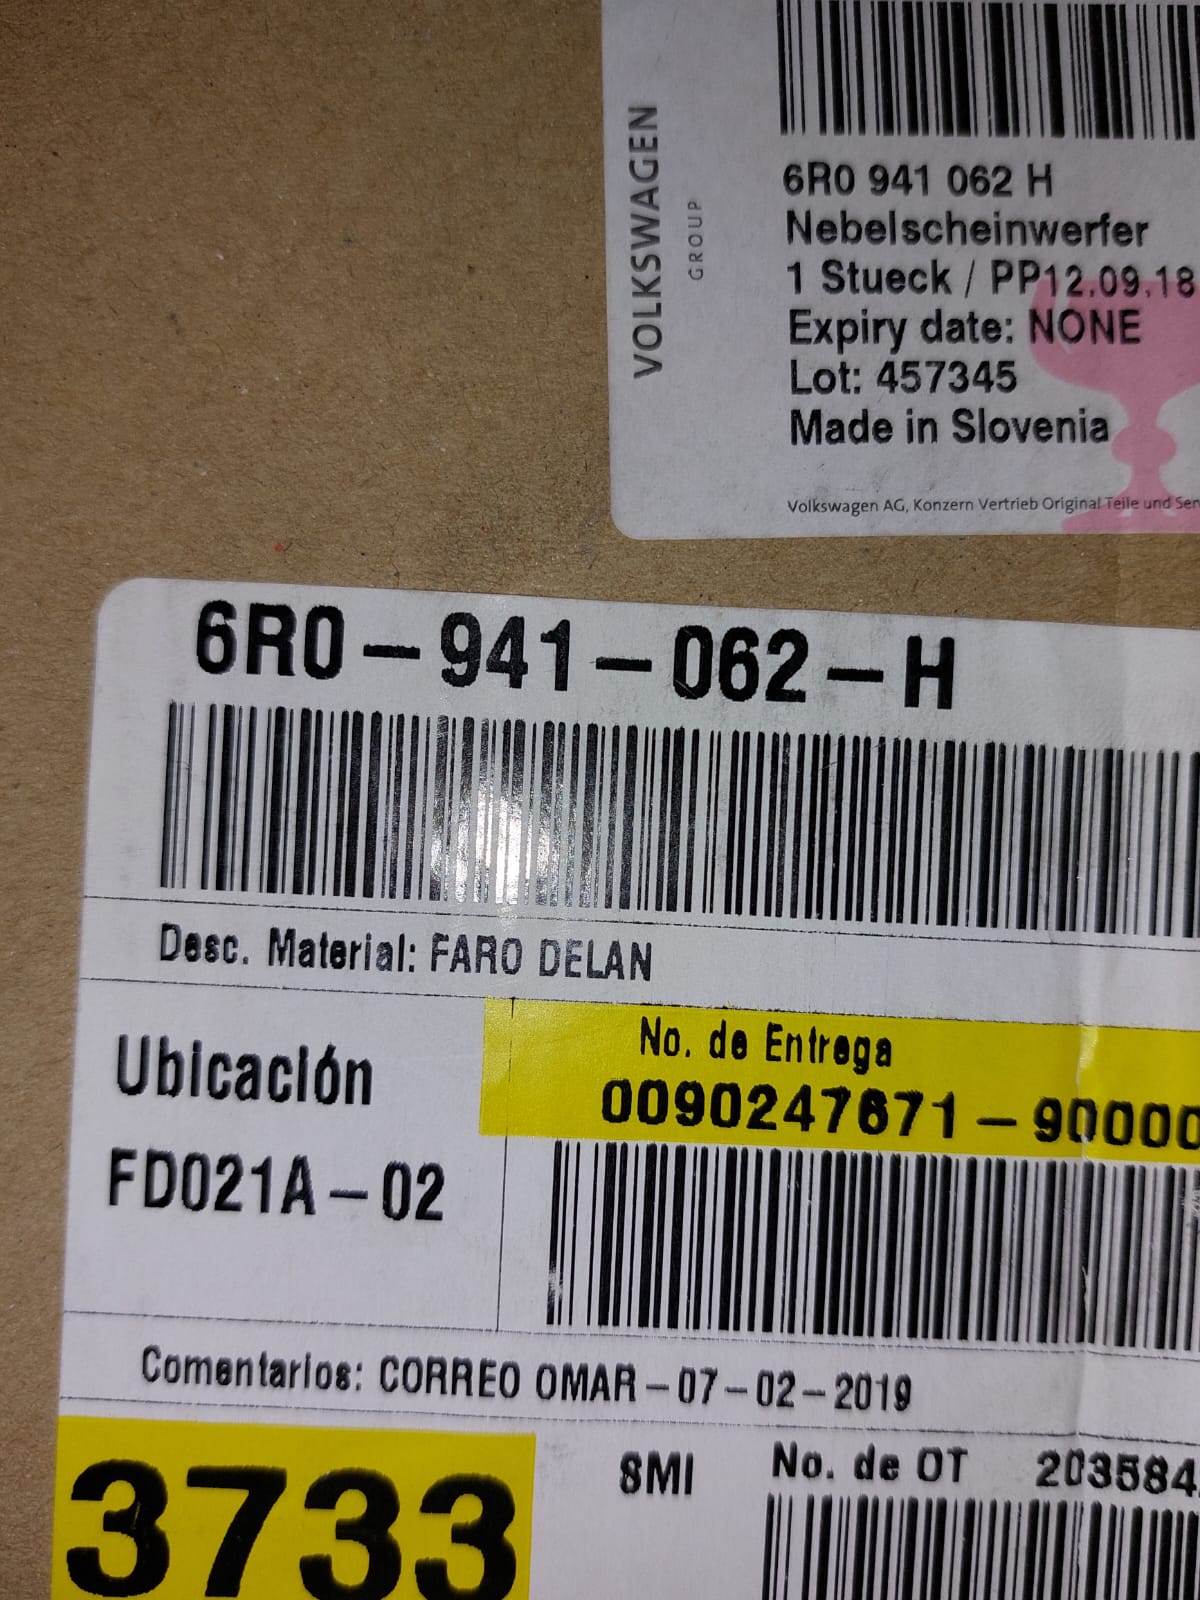 VOLKSWAGEN
GROUP
6R0 941 062 H
Nebelscheinwerfer
1 Stueck / PP12.09.18
Expiry date: NONE
Lot: 457345
Made in Slovenia
Volkswagen AG, Konzern Vertrieb Original Teile und
6R0-941-062-H
Desc. Material: FARO DELAN
Ubicación
FD021A-02
No. de Entrega
0090247671-90000
Comentarios: CORREO OMAR-07-02-2019
3733
SMI
No. de OT 203584